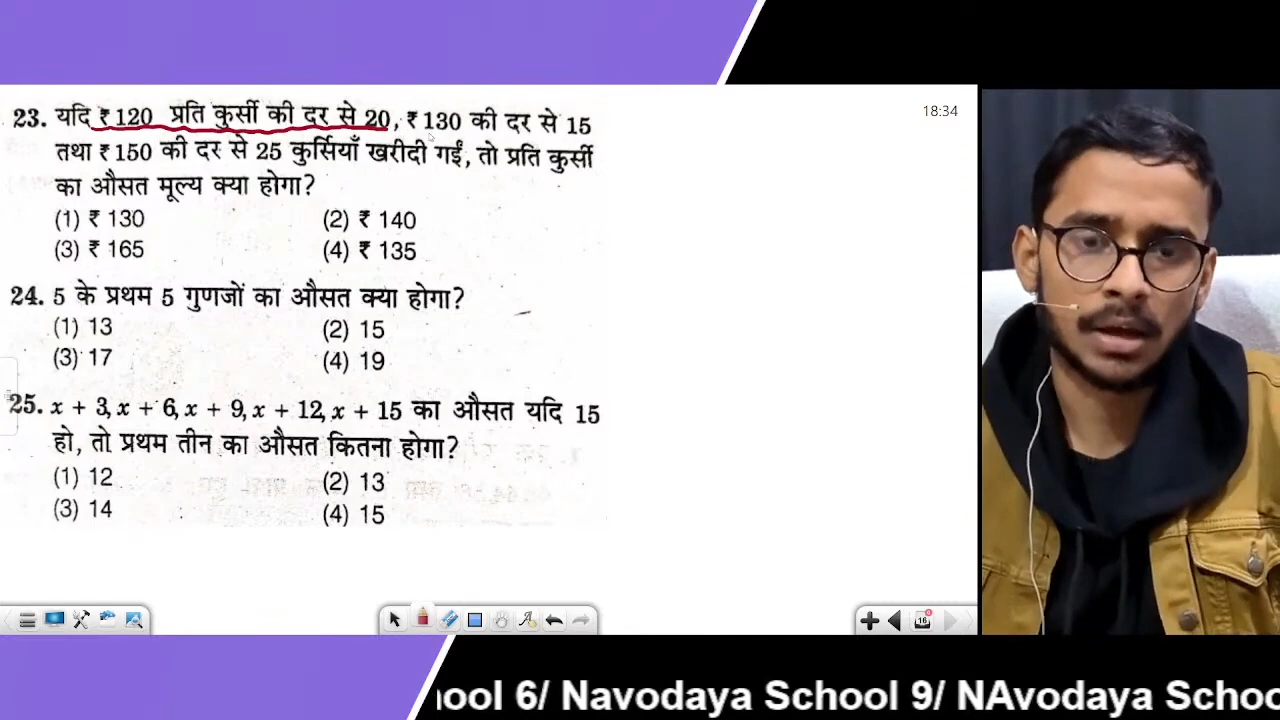 23. यदि ₹120 प्रति कुर्सी की दर से 20, ₹130 की दर से 15
तथा ₹150 की दर से 25 कुर्सियाँ खरीदी गईं, तो प्रति कुर्सी
का औसत मूल्य क्या होगा?
(1) ₹ 130 (2) ₹ 140
(3) ₹ 165 (4) ₹ 135
24. 5 के प्रथम 5 गुणजों का औसत क्या होगा?
(1) 13 (2) 15
(3) 17 (4) 19
25. x + 3, x + 6, x + 9, x + 12, x + 15 का औसत यदि 15
हो, तो प्रथम तीन का औसत कितना होगा?
(1) 12 (2) 13
(3) 14 (4) 15
18:34
16
hool 6/ Navodaya School 9/ NAvodaya Schoo